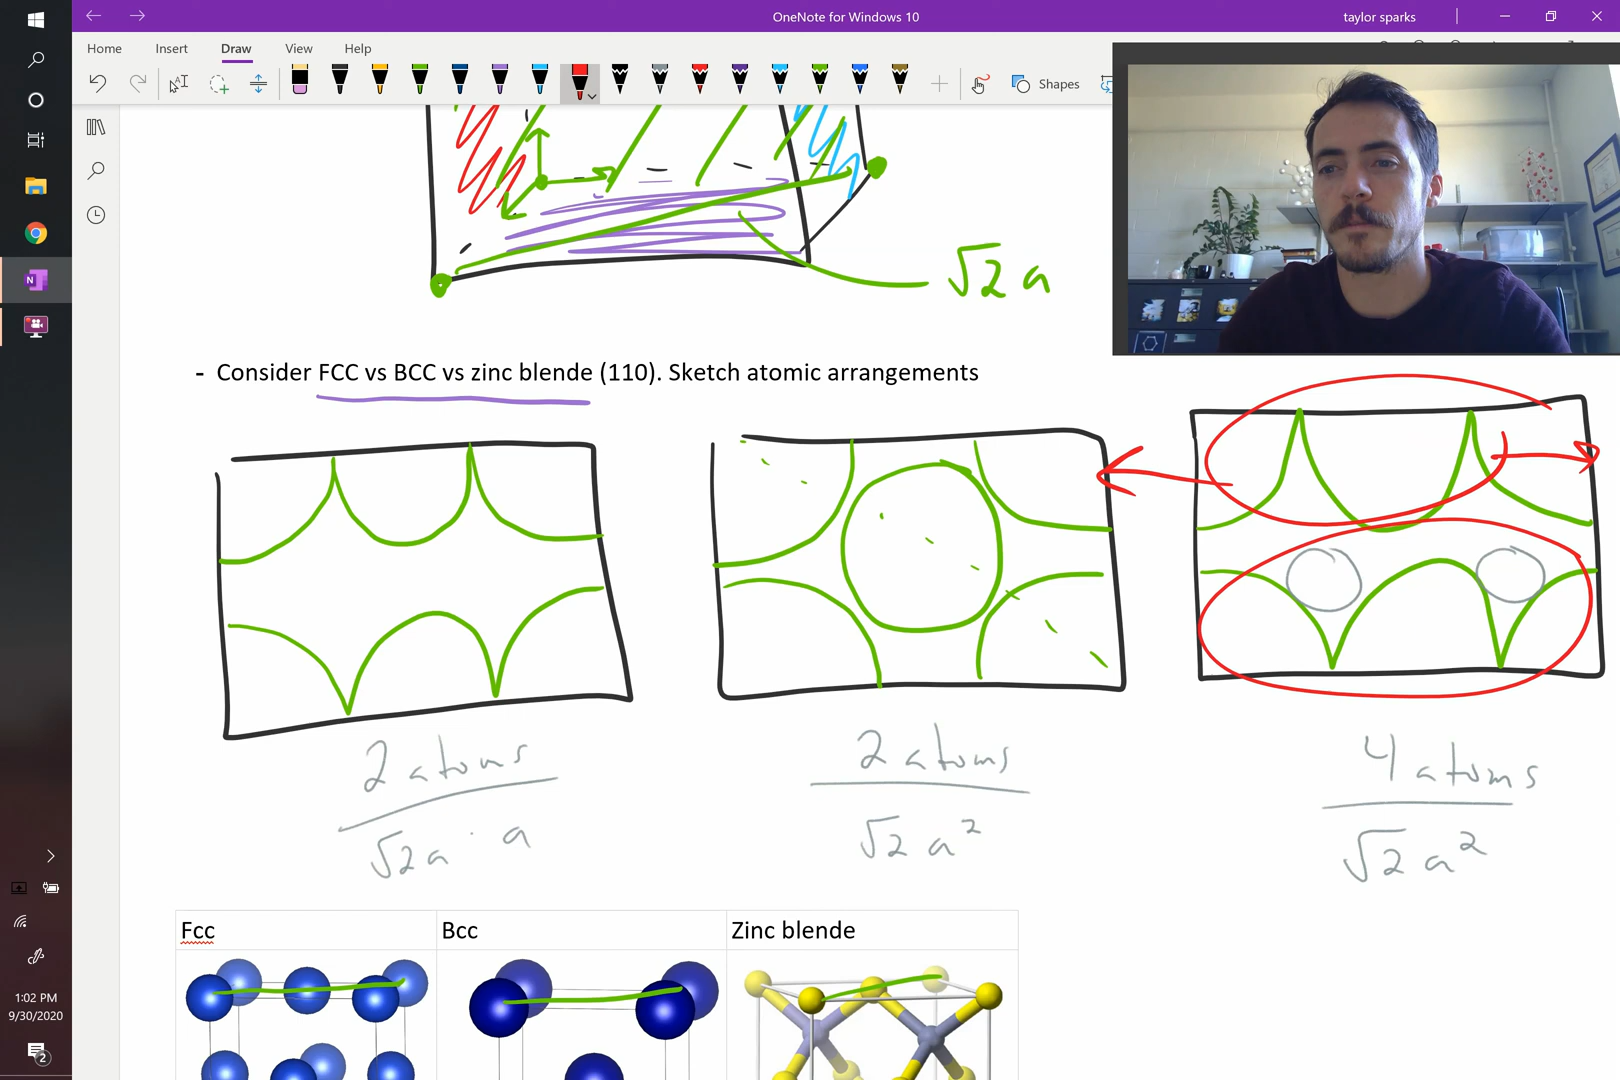 OneNote for Windows 10
taylor sparks
Home Insert Draw View Help
Shapes
√2 a
- Consider FCC vs BCC vs zinc blende (110). Sketch atomic arrangements
2 atoms
√2a · a
2 atoms
√2 a²
4 atoms
√2 a²
Fcc Bcc Zinc blende
1:02 PM
9/30/2020
2